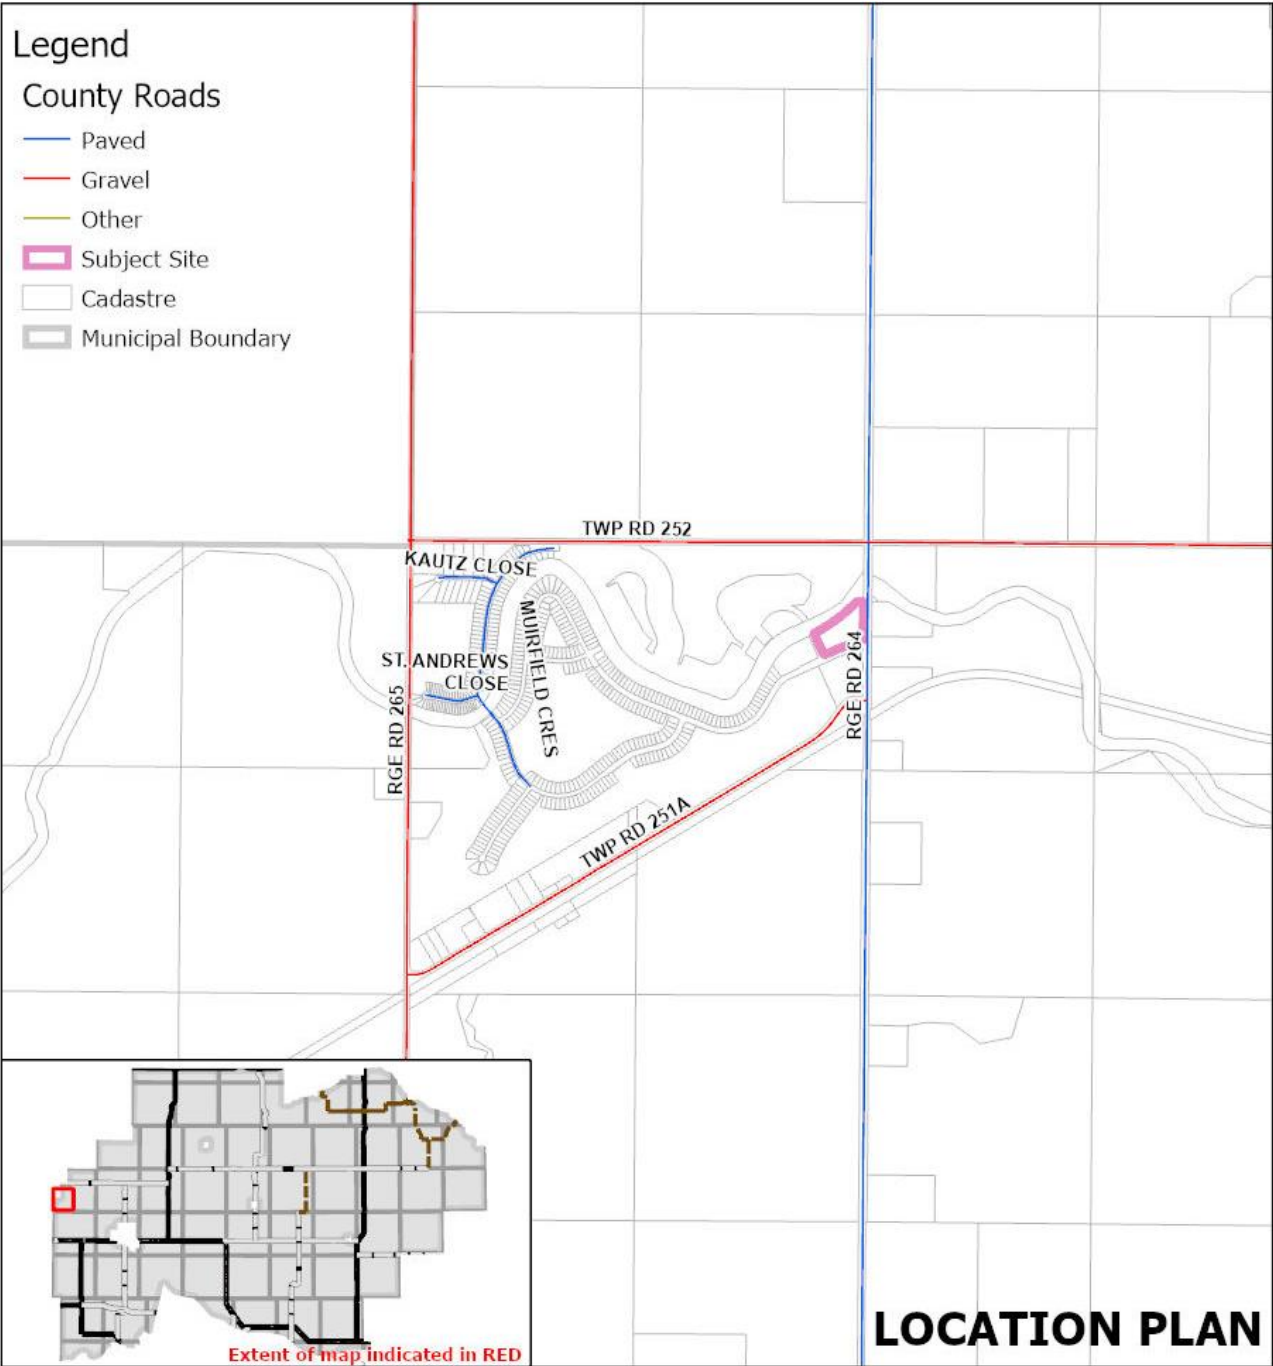 Legend
County Roads
Paved
Gravel
Other
Subject Site
Cadastre
Municipal Boundary
TWP RD 252
KAUTZ CLOSE
MUIRFIELD CRES
ST. ANDREWS
CLOSE
RGE RD 265
RGE RD 264
TWP RD 251A
Extent of map indicated in RED
LOCATION PLAN